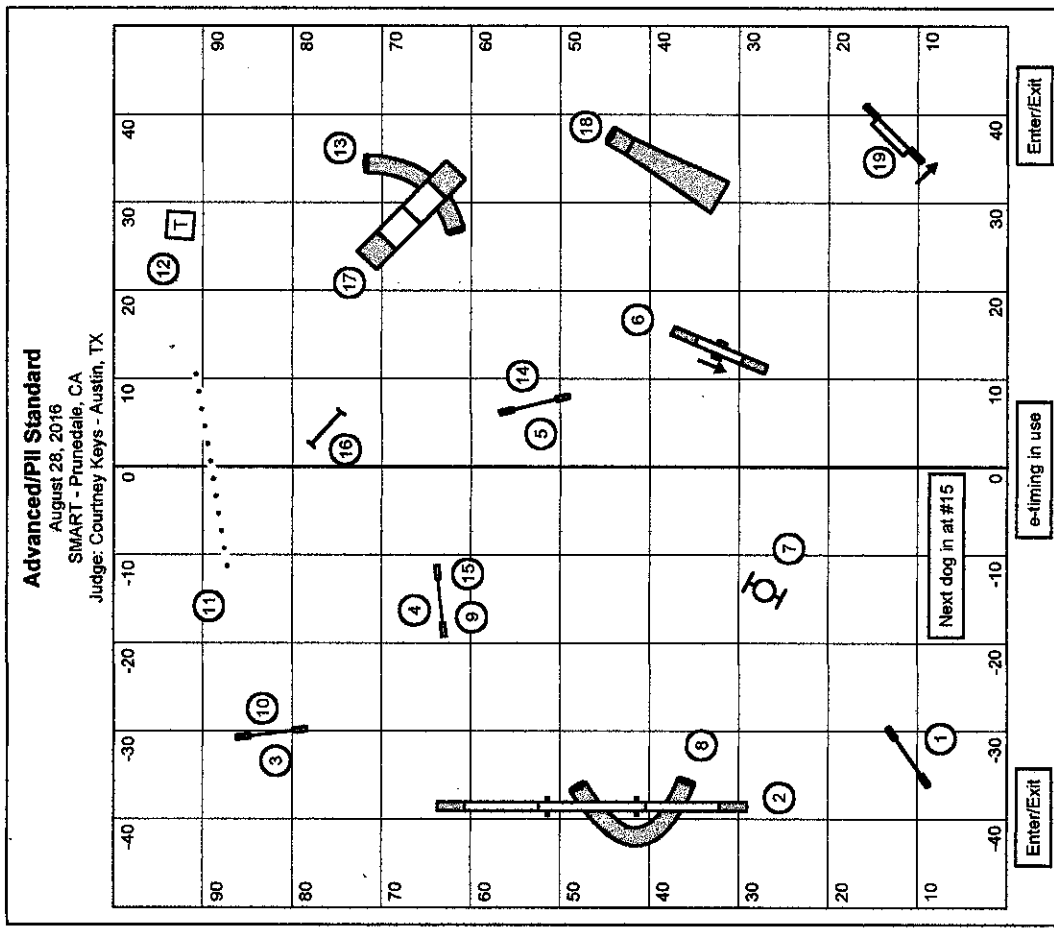 Advanced/PII Standard
August 28, 2016
SMART - Prunedale, CA
Judge: Courtney Keys - Austin, TX
-40 -30 -20 -10 0 10 20 30 40
90 90
12
T
11
10
3
80 80
13
17
16
70 70
4
15
9
60 60
14
5
50 50
18
6
40 40
8
30 30
7
2
20 20
19
1
10 10
Next dog in at #15
-40 -30 -20 -10 0 10 20 30 40
Enter/Exit
e-timing in use
Enter/Exit